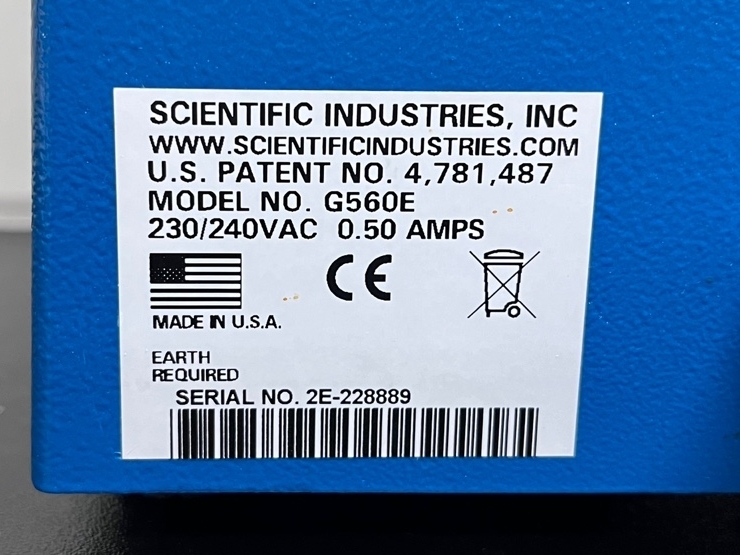 SCIENTIFIC INDUSTRIES, INC
WWW.SCIENTIFICINDUSTRIES.COM
U.S. PATENT NO. 4,781,487
MODEL NO. G560E
230/240VAC 0.50 AMPS
CE
MADE IN U.S.A.
EARTH
REQUIRED
SERIAL NO. 2E-228889